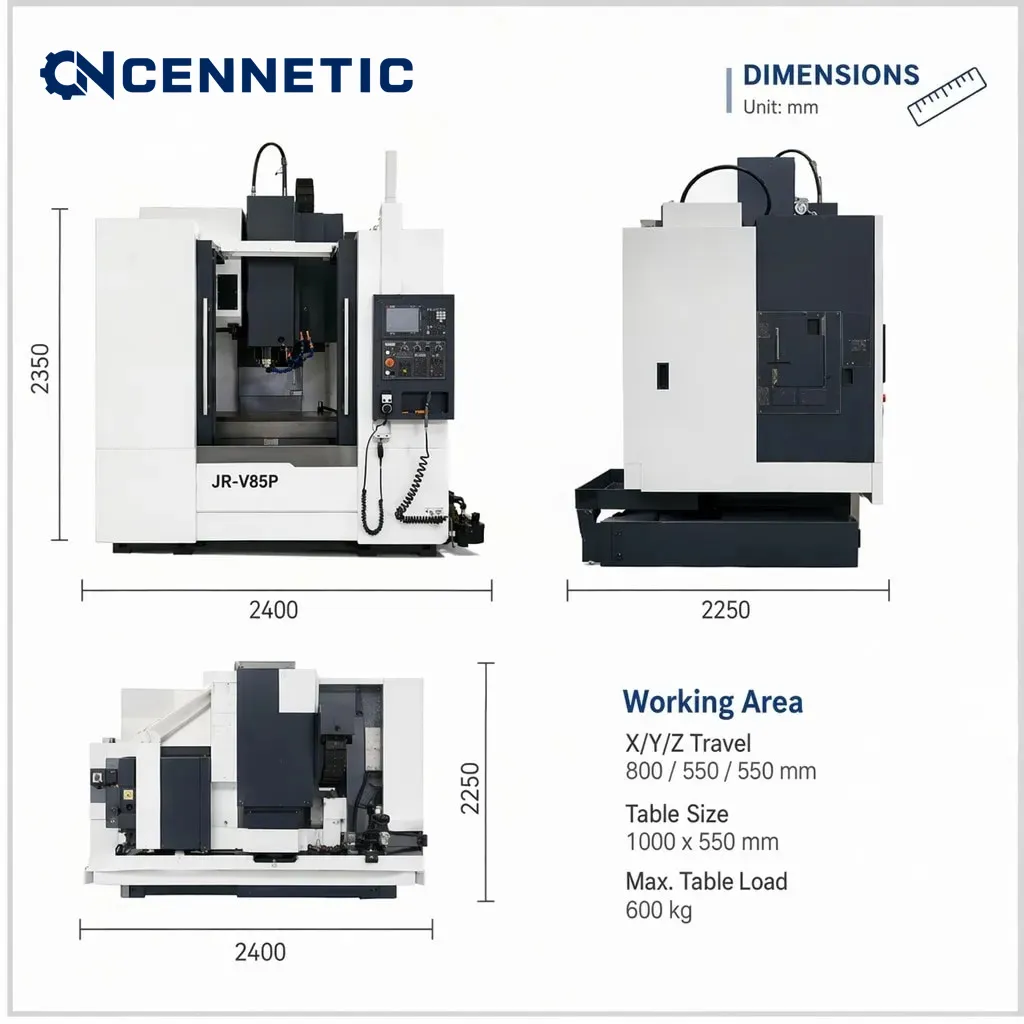 CNCENNETIC
DIMENSIONS
Unit: mm
2350
JR-V85P
2400
2250
2250
2400
Working Area
X/Y/Z Travel
800 / 550 / 550 mm
Table Size
1000 x 550 mm
Max. Table Load
600 kg